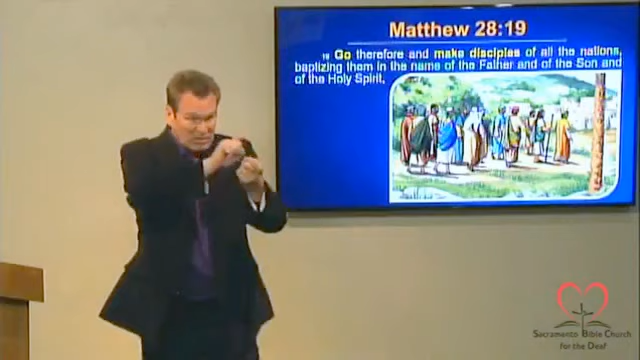 Matthew 28:19
19 Go therefore and make disciples of all the nations,
baptizing them in the name of the Father and of the Son and
of the Holy Spirit,
Sacramento Bible Church
for the Deaf